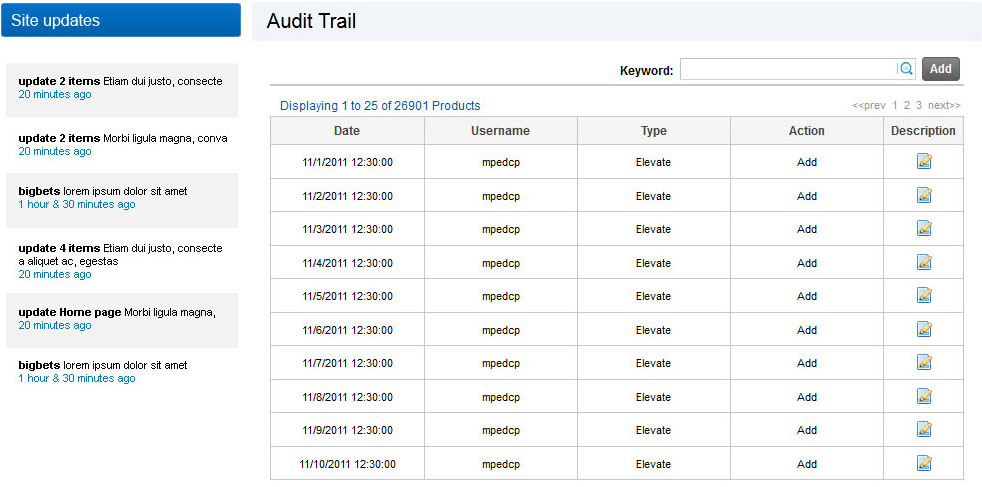 Site updates
update 2 items Etiam dui justo, consecte
20 minutes ago
update 2 items Morbi ligula magna, conva
20 minutes ago
bigbets lorem ipsum dolor sit amet
1 hour & 30 minutes ago
update 4 items Etiam dui justo, consecte
a aliquet ac, egestas
20 minutes ago
update Home page Morbi ligula magna,
20 minutes ago
bigbets lorem ipsum dolor sit amet
1 hour & 30 minutes ago
Audit Trail
Keyword: Add
Displaying 1 to 25 of 26901 Products <<prev 1 2 3 next>>
Date Username Type Action Description
11/1/2011 12:30:00 mpedcp Elevate Add
11/2/2011 12:30:00 mpedcp Elevate Add
11/3/2011 12:30:00 mpedcp Elevate Add
11/4/2011 12:30:00 mpedcp Elevate Add
11/5/2011 12:30:00 mpedcp Elevate Add
11/6/2011 12:30:00 mpedcp Elevate Add
11/7/2011 12:30:00 mpedcp Elevate Add
11/8/2011 12:30:00 mpedcp Elevate Add
11/9/2011 12:30:00 mpedcp Elevate Add
11/10/2011 12:30:00 mpedcp Elevate Add